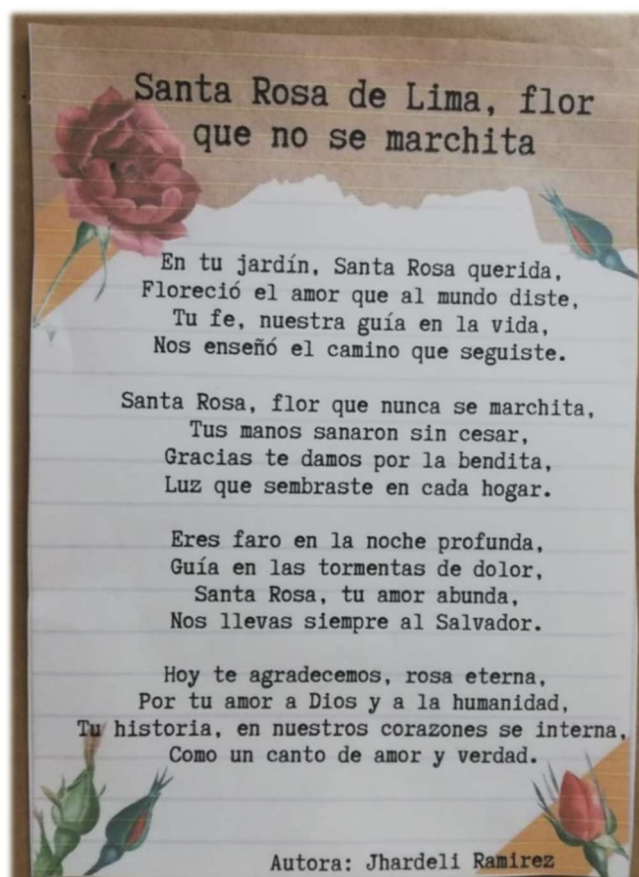 Santa Rosa de Lima, flor
que no se marchita
En tu jardín, Santa Rosa querida,
Floreció el amor que al mundo diste,
Tu fe, nuestra guía en la vida,
Nos enseñó el camino que seguiste.
Santa Rosa, flor que nunca se marchita,
Tus manos sanaron sin cesar,
Gracias te damos por la bendita,
Luz que sembraste en cada hogar.
Eres faro en la noche profunda,
Guía en las tormentas de dolor,
Santa Rosa, tu amor abunda,
Nos llevas siempre al Salvador.
Hoy te agradecemos, rosa eterna,
Por tu amor a Dios y a la humanidad,
Tu historia, en nuestros corazones se interna,
Como un canto de amor y verdad.
Autora: Jhardeli Ramirez